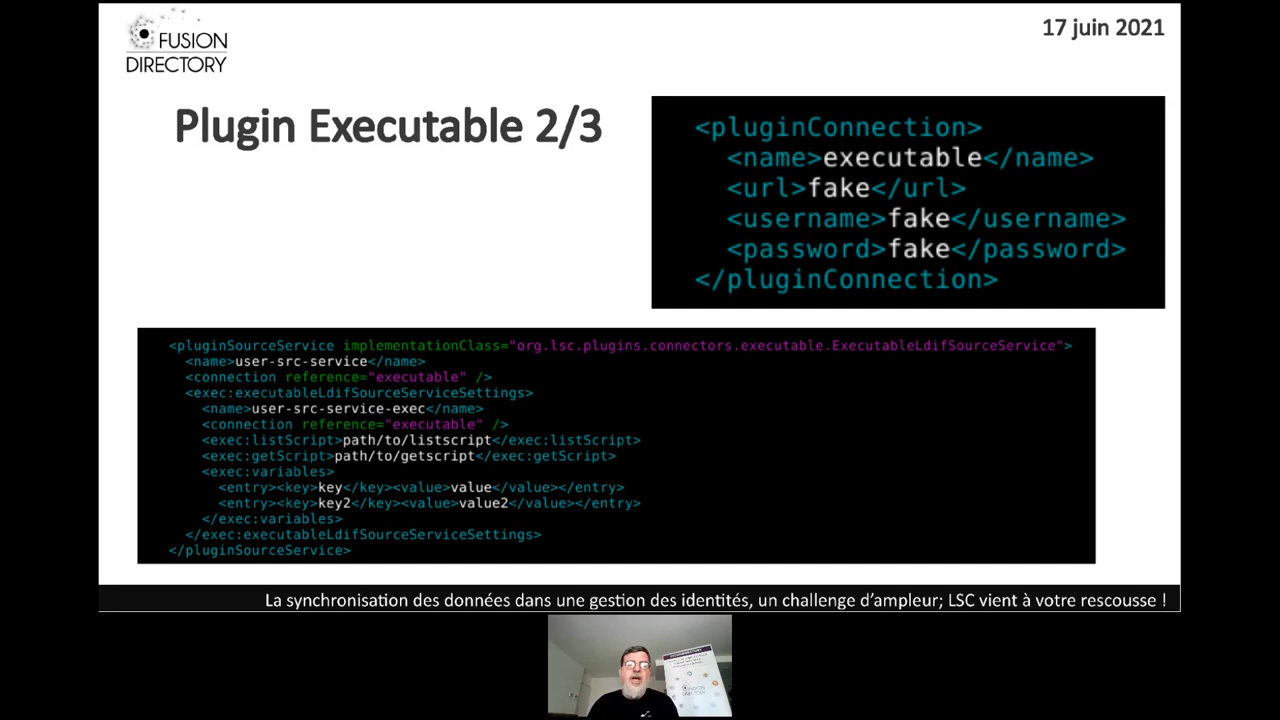 FUSION
DIRECTORY
17 juin 2021
Plugin Executable 2/3
<pluginConnection>
<name>executable</name>
<url>fake</url>
<username>fake</username>
<password>fake</password>
</pluginConnection>
<pluginSourceService implementationClass="org.lsc.plugins.connectors.executable.ExecutableLdifSourceService">
<name>user-src-service</name>
<connection reference="executable" />
<exec:executableLdifSourceServiceSettings>
<name>user-src-service-exec</name>
<connection reference="executable" />
<exec:listScript>path/to/listscript</exec:listScript>
<exec:getScript>path/to/getscript</exec:getScript>
<exec:variables>
<entry><key>key</key><value>value</value></entry>
<entry><key>key2</key><value>value2</value></entry>
</exec:variables>
</exec:executableLdifSourceServiceSettings>
</pluginSourceService>
La synchronisation des données dans une gestion des identités, un challenge d'ampleur; LSC vient à votre rescousse !
FUSION